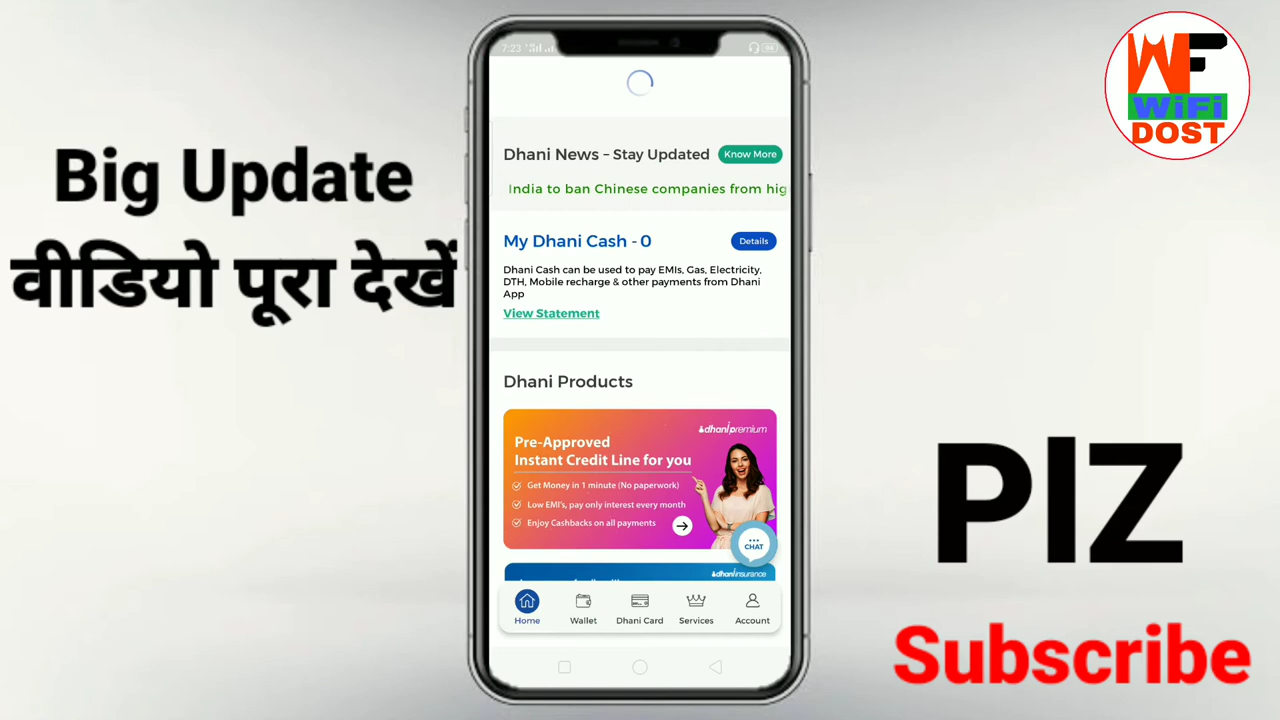 Big Update
वीडियो पूरा देखें
7:23
Dhani News – Stay Updated
Know More
India to ban Chinese companies from hig
My Dhani Cash - 0
Details
Dhani Cash can be used to pay EMIs, Gas, Electricity,
DTH, Mobile recharge & other payments from Dhani
App
View Statement
Dhani Products
dhani premium
Pre-Approved
Instant Credit Line for you
Get Money in 1 minute (No paperwork)
Low EMI's, pay only interest every month
Enjoy Cashbacks on all payments
CHAT
dhani insurance
Home
Wallet
Dhani Card
Services
Account
WF
WiFi
DOST
PlZ
Subscribe